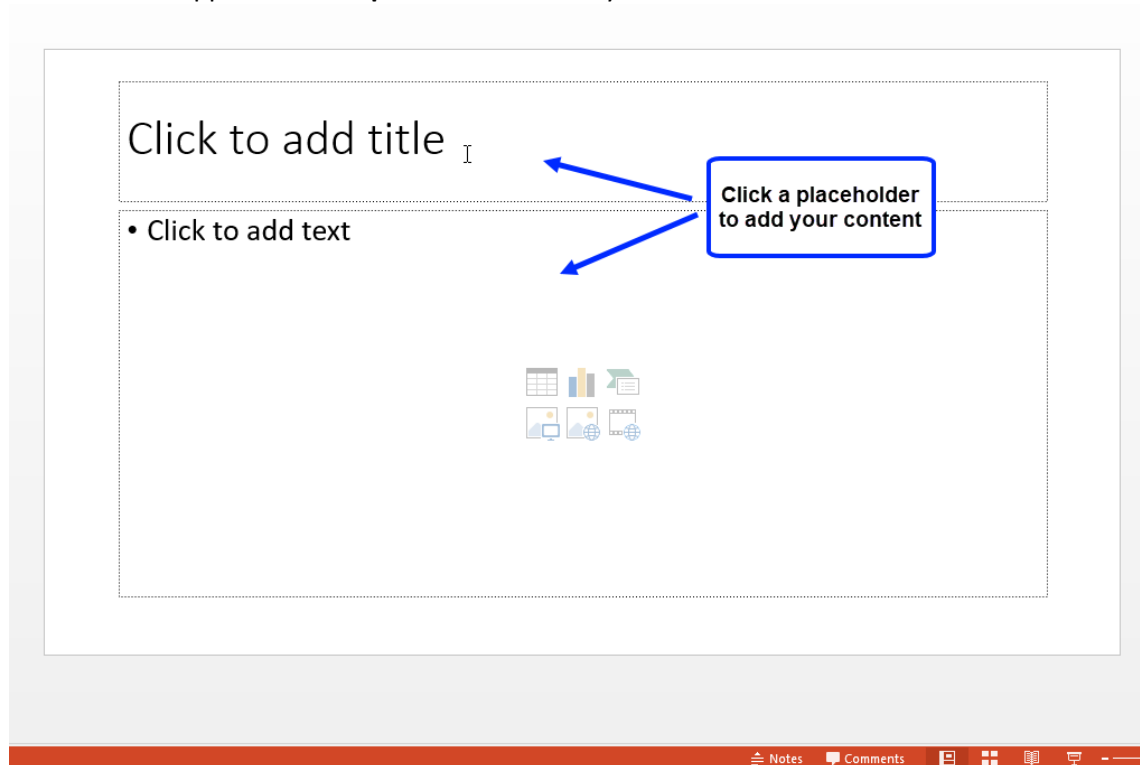 Click to add title
Click a placeholder
to add your content
• Click to add text
Notes Comments